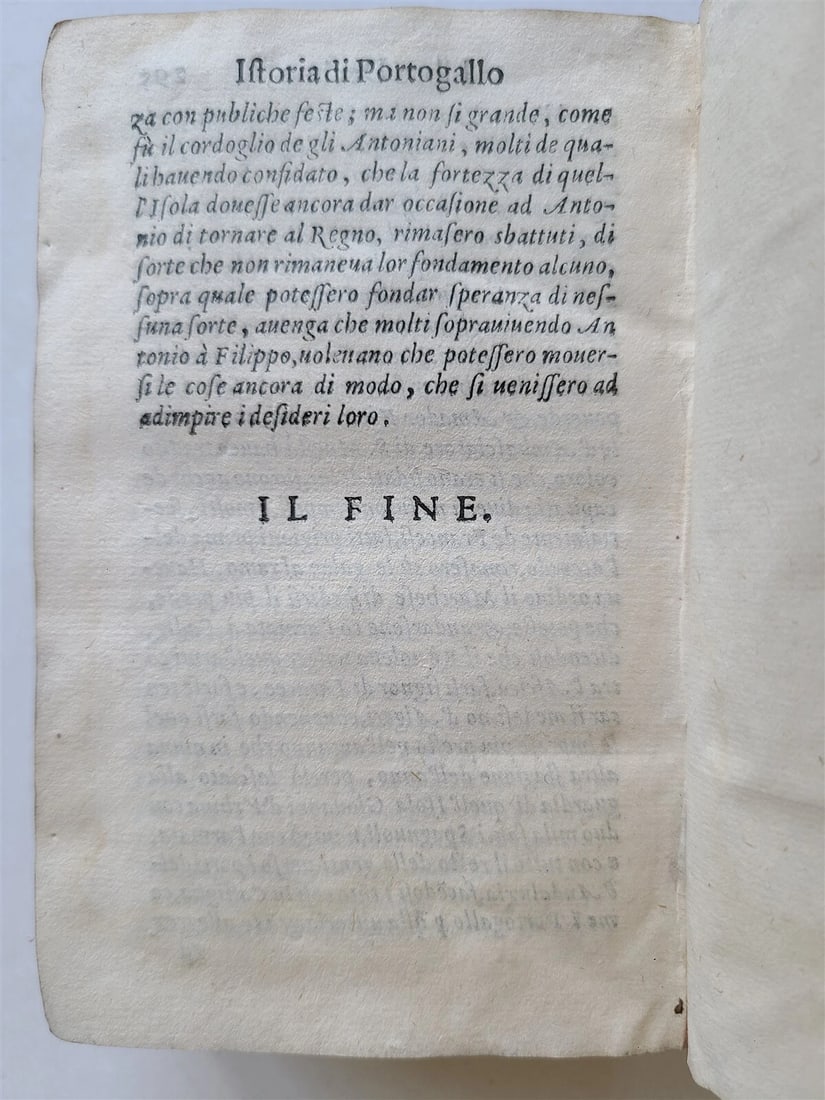 Iſtoria di Portogallo
za con publiche feſte; ma non ſi grande, come
fù il cordoglio de gli Antoniani, molti de qua-
li hauendo confidato, che la fortezza di quel-
l'Iſola doueſſe ancora dar occaſione ad Anto-
nio di tornare al Regno, rimaſero sbattuti, di
ſorte che non rimaneua lor fondamento alcuno,
ſopra quale poteſſero fondar ſperanza di neſ-
ſuna ſorte, auenga che molti ſoprauiuendo An
tonio à Filippo, uoleuano che poteſſero mouer-
ſi le coſe ancora di modo, che ſi ueniſſero ad
adimpire i deſideri loro.
IL FINE.